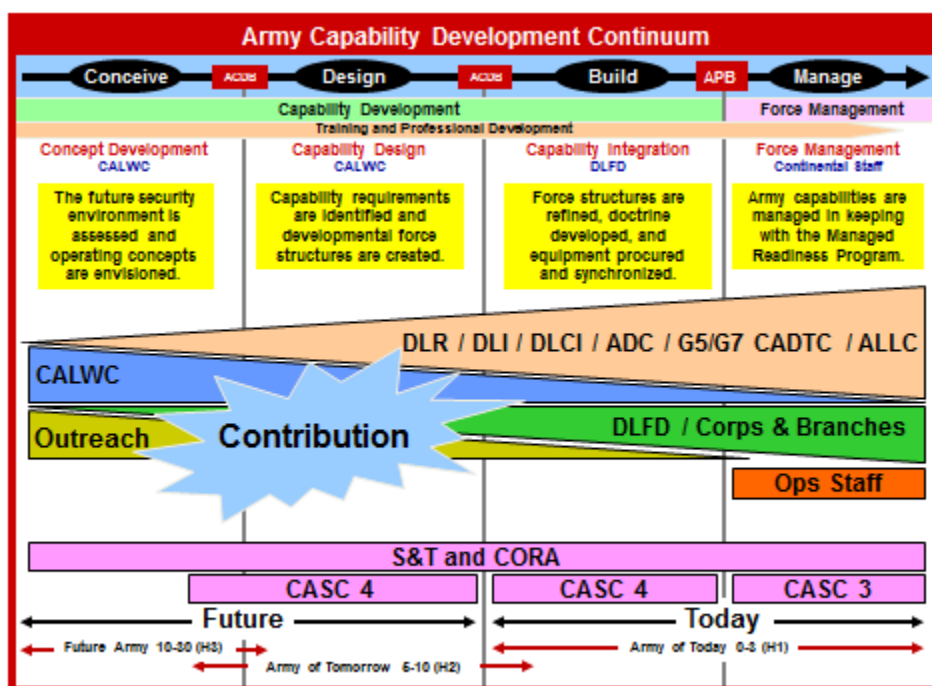 Army Capability Development Continuum
Conceive
ACDB
Design
ACDB
Build
APB
Manage
Capability Development
Force Management
Training and Professional Development
Concept Development
CALWC
Capability Design
CALWC
Capability Integration
DLFD
Force Management
Continental Staff
The future security
environment is
assessed and
operating concepts
are envisioned.
Capability requirements
are identified and
developmental force
structures are created.
Force structures are
refined, doctrine
developed, and
equipment procured
and synchronized.
Army capabilities are
managed in keeping
with the Managed
Readiness Program.
DLR / DLI / DLCI / ADC / G5/G7 CADTC / ALLC
CALWC
Outreach
Contribution
DLFD / Corps & Branches
Ops Staff
S&T and CORA
CASC 4
CASC 4
CASC 3
Future
Today
Future Army 10-30 (H3)
Army of Tomorrow 5-10 (H2)
Army of Today 0-3 (H1)